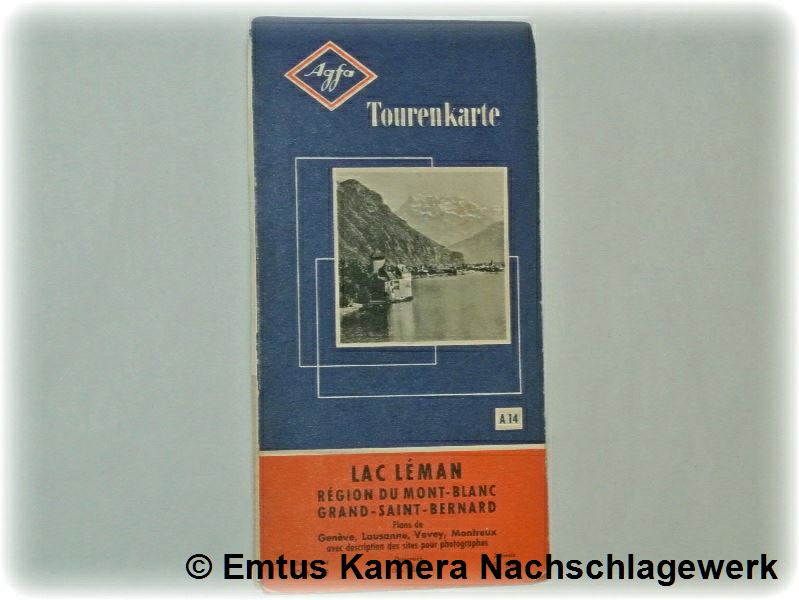 Agfa
Tourenkarte
A 14
LAC LÉMAN
RÉGION DU MONT-BLANC
GRAND-SAINT-BERNARD
Plans de
Genève, Lausanne, Vevey, Montreux
avec description des sites pour photographes
© Emtus Kamera Nachschlagewerk